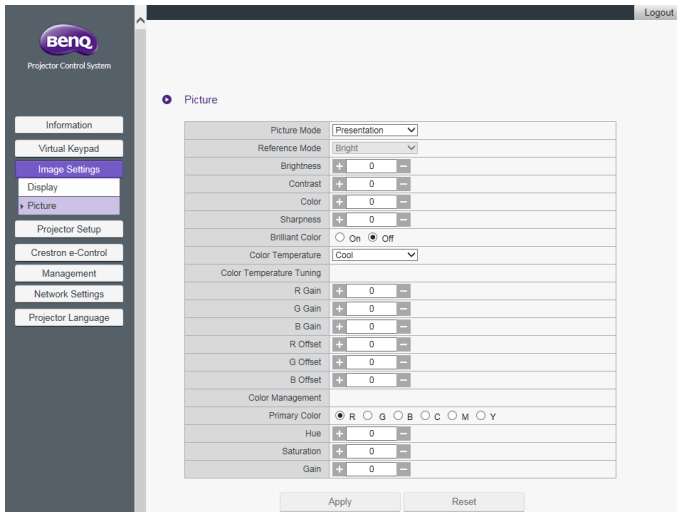 Logout
BenQ
Projector Control System
Information
Virtual Keypad
Image Settings
Display
Picture
Projector Setup
Crestron e-Control
Management
Network Settings
Projector Language
Picture
Picture Mode Presentation
Reference Mode Bright
Brightness + 0 −
Contrast + 0 −
Color + 0 −
Sharpness + 0 −
Brilliant Color On Off
Color Temperature Cool
Color Temperature Tuning
R Gain + 0 −
G Gain + 0 −
B Gain + 0 −
R Offset + 0 −
G Offset + 0 −
B Offset + 0 −
Color Management
Primary Color R G B C M Y
Hue + 0 −
Saturation + 0 −
Gain + 0 −
Apply Reset